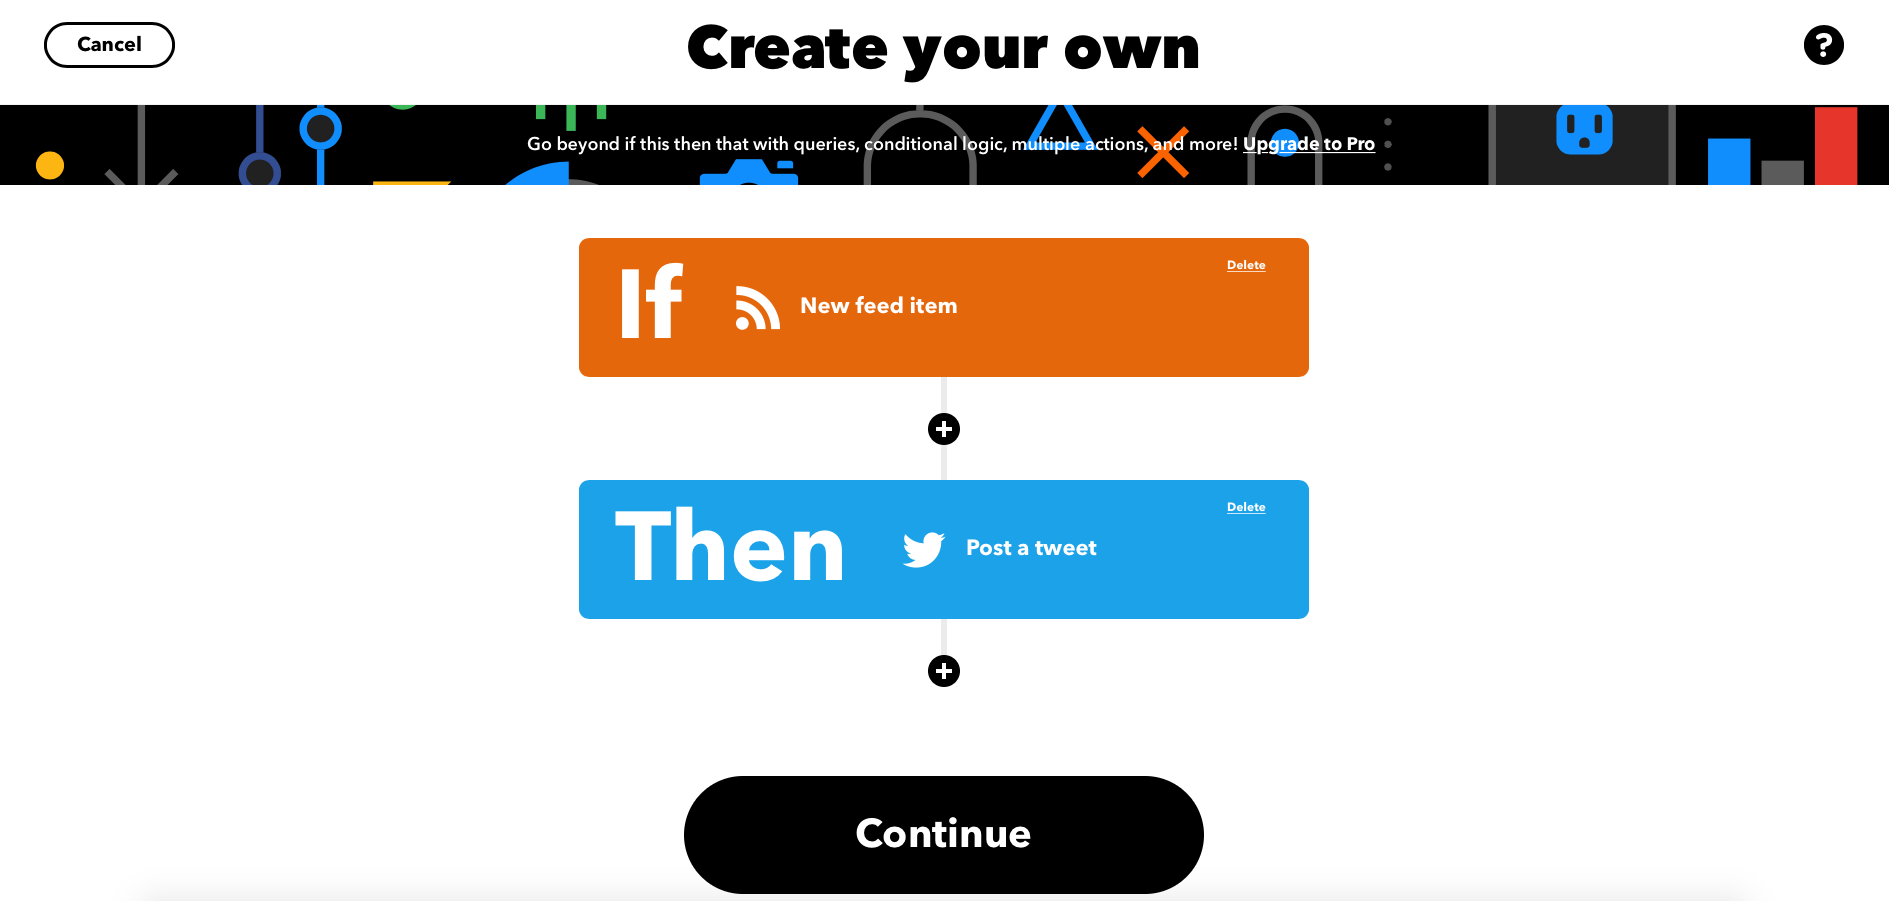 Cancel
Create your own
?
Go beyond if this then that with queries, conditional logic, multiple actions, and more! Upgrade to Pro
Delete
If
New feed item
Delete
Then
Post a tweet
Continue